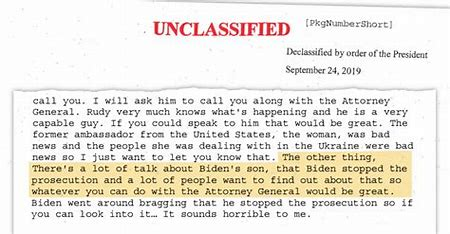 UNCLASSIFIED
[PkgNumberShort]
Declassified by order of the President
September 24, 2019
call you. I will ask him to call you along with the Attorney
General. Rudy very much knows what's happening and he is a very
capable guy. If you could speak to him that would be great. The
former ambassador from the United States, the woman, was bad
news and the people she was dealing with in the Ukraine were bad
news so I just want to let you know that. The other thing,
There's a lot of talk about Biden's son, that Biden stopped the
prosecution and a lot of people want to find out about that so
whatever you can do with the Attorney General would be great.
Biden went around bragging that he stopped the prosecution so if
you can look into it… It sounds horrible to me.